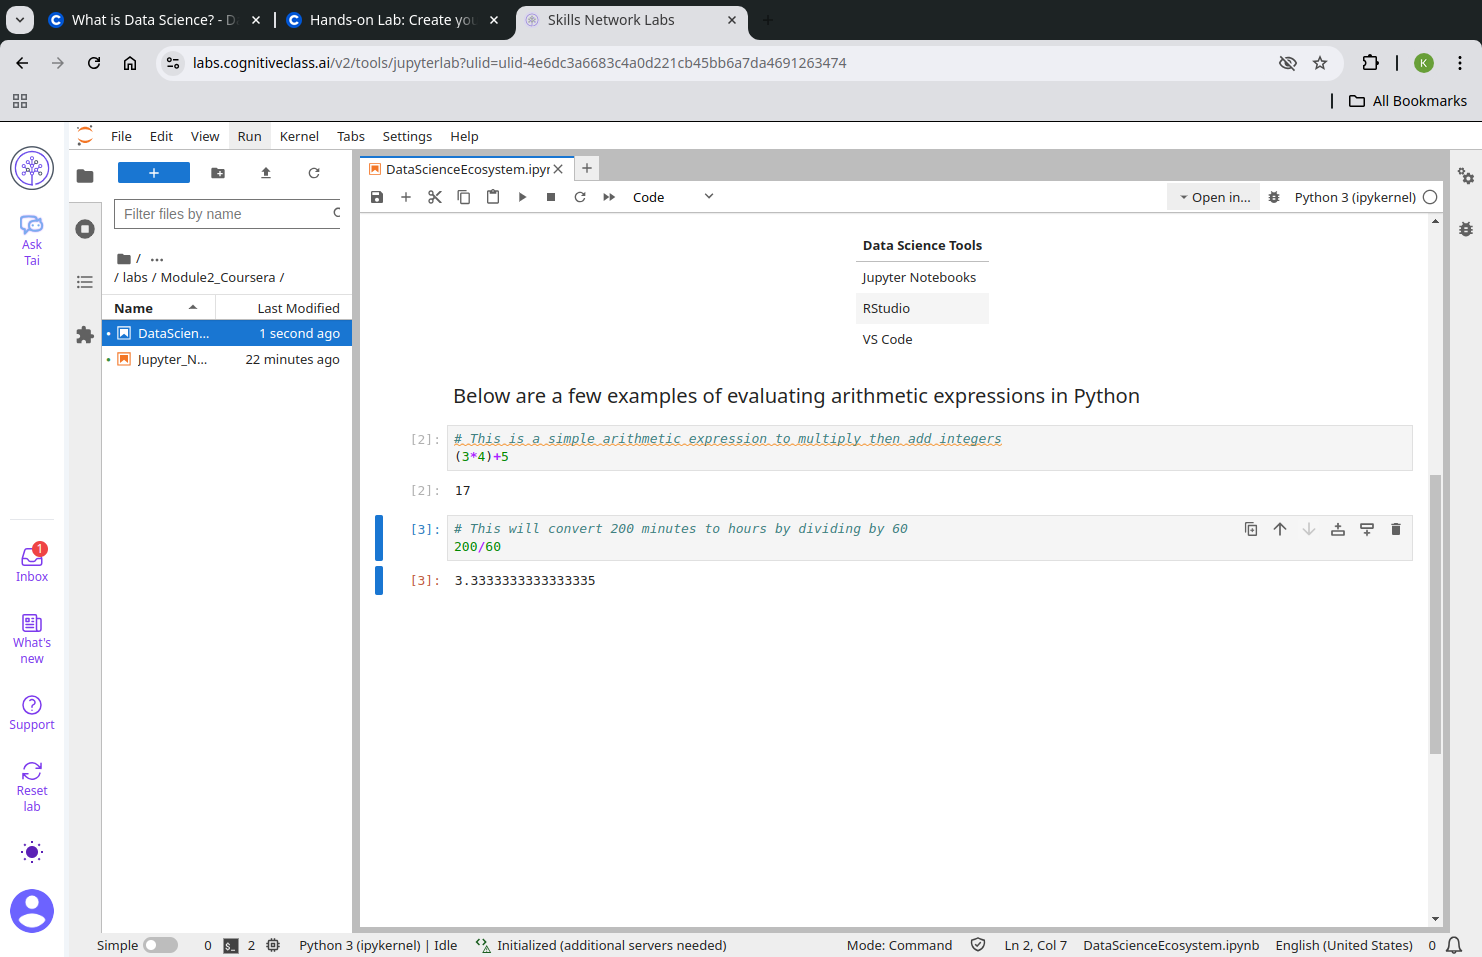 What is Data Science? - D
Hands-on Lab: Create you
Skills Network Labs
labs.cognitiveclass.ai/v2/tools/jupyterlab?ulid=ulid-4e6dc3a6683c4a0d221cb45bb6a7da4691263474
K
All Bookmarks
File Edit View Run Kernel Tabs Settings Help
Ask
Tai
Inbox
1
What's
new
Support
Reset
lab
Filter files by name
/ ...
/ labs / Module2_Coursera /
Name Last Modified
DataScien... 1 second ago
Jupyter_N... 22 minutes ago
DataScienceEcosystem.ipyn
Code
Open in...
Python 3 (ipykernel)
Data Science Tools
Jupyter Notebooks
RStudio
VS Code
Below are a few examples of evaluating arithmetic expressions in Python
[2]: # This is a simple arithmetic expression to multiply then add integers
(3*4)+5
[2]: 17
[3]: # This will convert 200 minutes to hours by dividing by 60
200/60
[3]: 3.3333333333333335
Simple 0 $_ 2 Python 3 (ipykernel) | Idle Initialized (additional servers needed) Mode: Command Ln 2, Col 7 DataScienceEcosystem.ipynb English (United States) 0